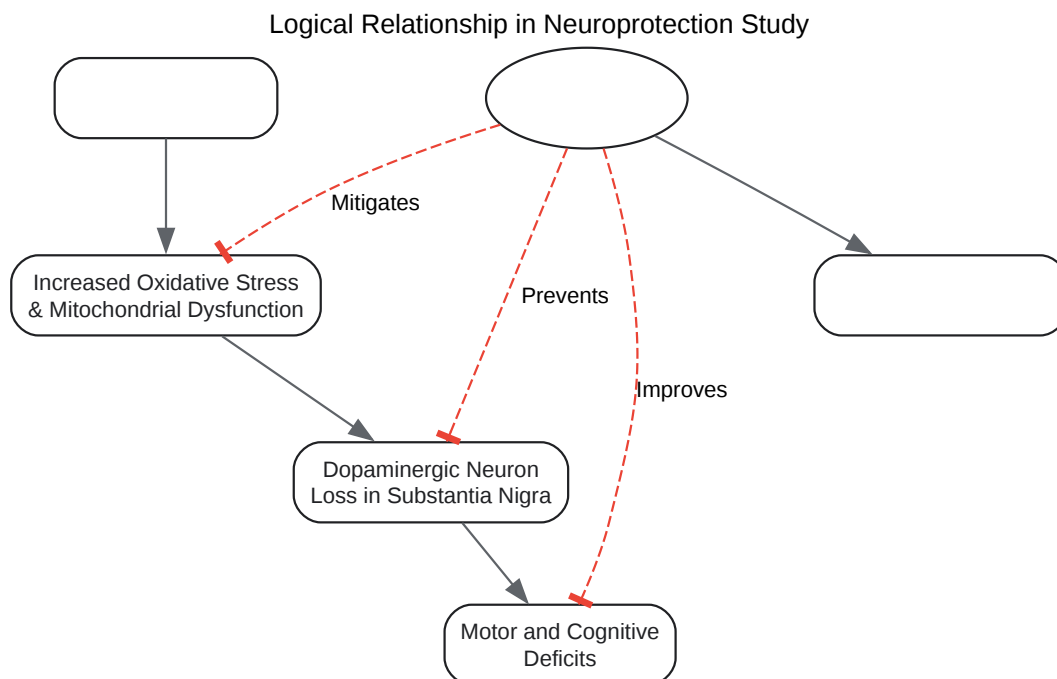 Logical Relationship in Neuroprotection Study
Mitigates
Increased Oxidative Stress
& Mitochondrial Dysfunction
Prevents
Improves
Dopaminergic Neuron
Loss in Substantia Nigra
Motor and Cognitive
Deficits